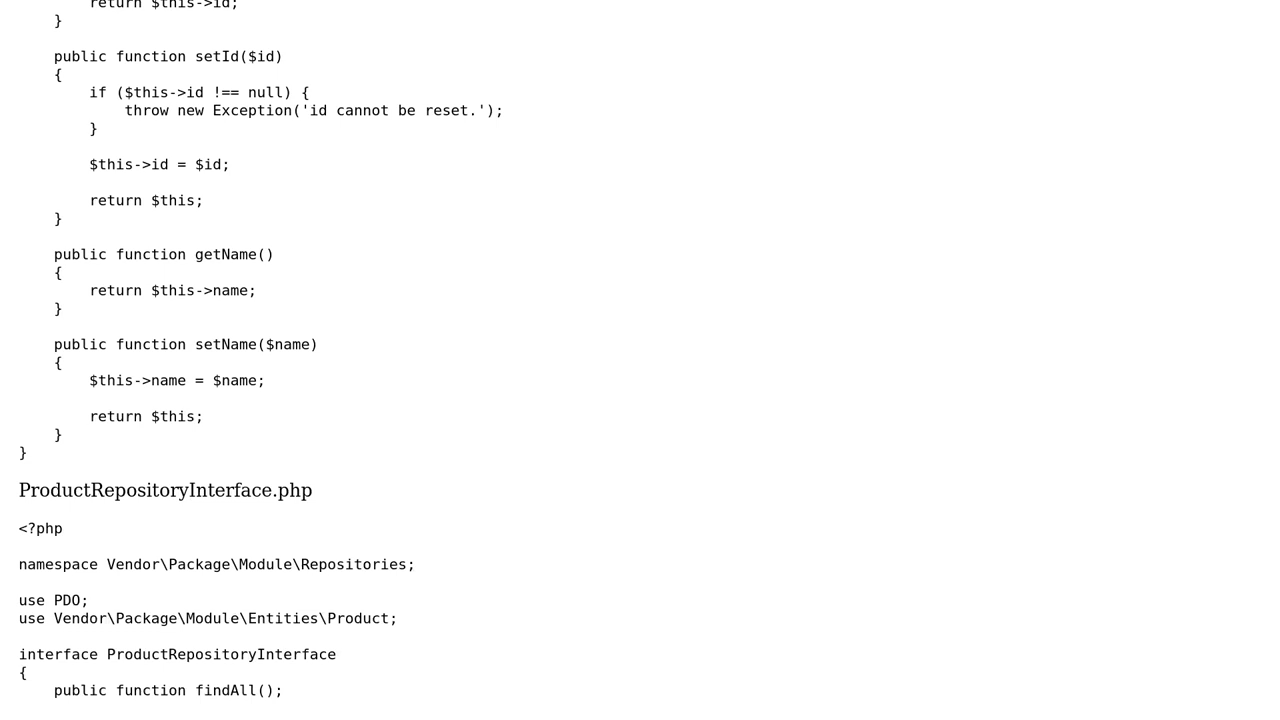 return $this->id;
}
public function setId($id)
{
if ($this->id !== null) {
throw new Exception('id cannot be reset.');
}
$this->id = $id;
return $this;
}
public function getName()
{
return $this->name;
}
public function setName($name)
{
$this->name = $name;
return $this;
}
}
ProductRepositoryInterface.php
<?php
namespace Vendor\Package\Module\Repositories;
use PDO;
use Vendor\Package\Module\Entities\Product;
interface ProductRepositoryInterface
{
public function findAll();